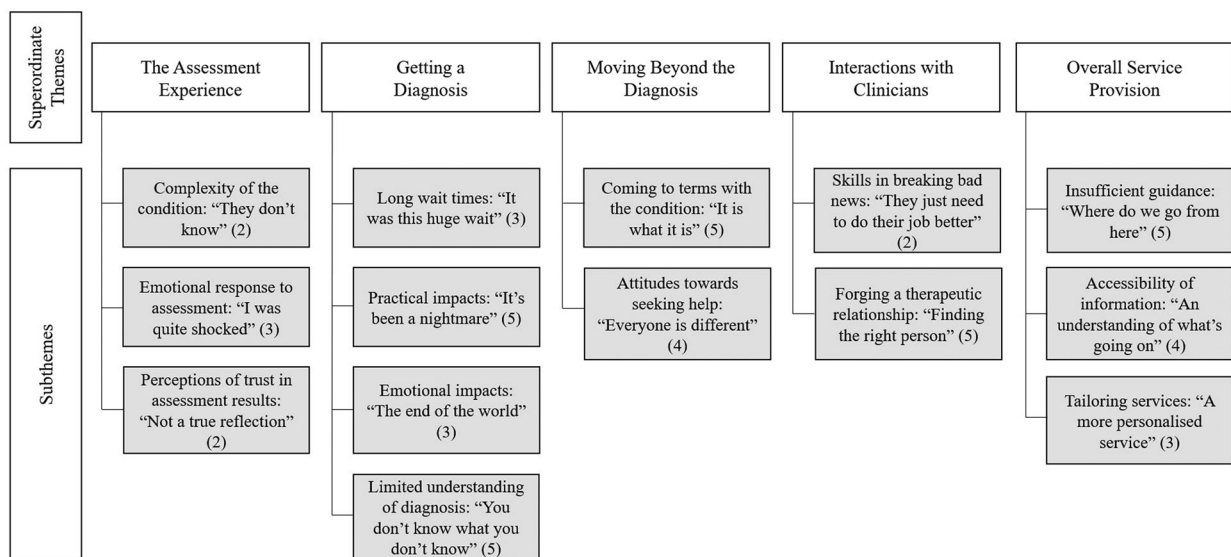 Superordinate
Themes
The Assessment
Experience
Getting a
Diagnosis
Moving Beyond the
Diagnosis
Interactions with
Clinicians
Overall Service
Provision
Subthemes
Complexity of the
condition: “They don’t
know” (2)
Emotional response to
assessment: “I was
quite shocked” (3)
Perceptions of trust in
assessment results:
“Not a true reflection”
(2)
Long wait times: “It
was this huge wait” (3)
Practical impacts: “It’s
been a nightmare” (5)
Emotional impacts:
“The end of the world”
(3)
Limited understanding
of diagnosis: “You
don’t know what you
don’t know” (5)
Coming to terms with
the condition: “It is
what it is” (5)
Attitudes towards
seeking help:
“Everyone is different”
(4)
Skills in breaking bad
news: “They just need
to do their job better”
(2)
Forging a therapeutic
relationship: “Finding
the right person” (5)
Insufficient guidance:
“Where do we go from
here” (5)
Accessibility of
information: “An
understanding of what’s
going on” (4)
Tailoring services: “A
more personalised
service” (3)